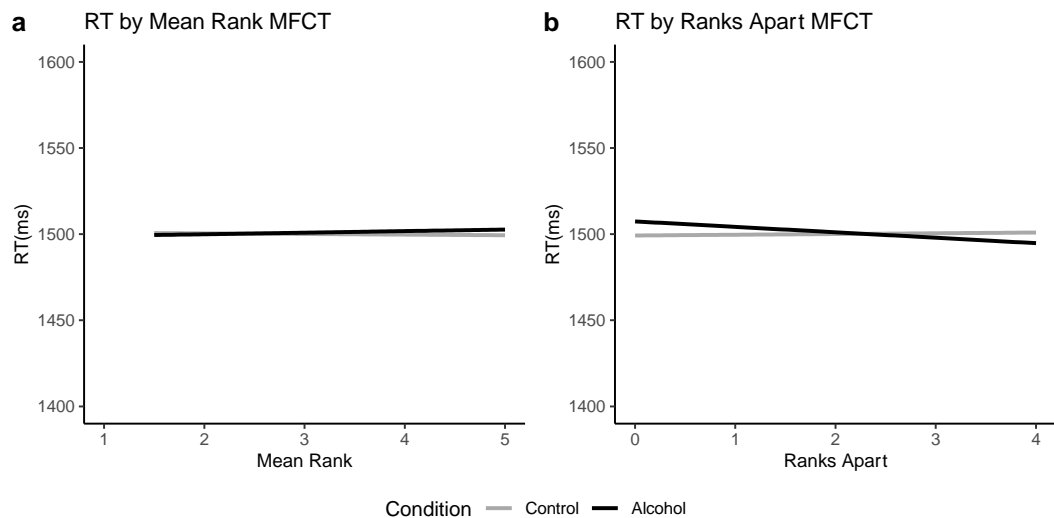 a
RT by Mean Rank MFCT
1600
1550
1500
1450
1400
RT(ms)
1
2
3
4
5
Mean Rank
b
RT by Ranks Apart MFCT
1600
1550
1500
1450
1400
RT(ms)
0
1
2
3
4
Ranks Apart
Condition Control Alcohol